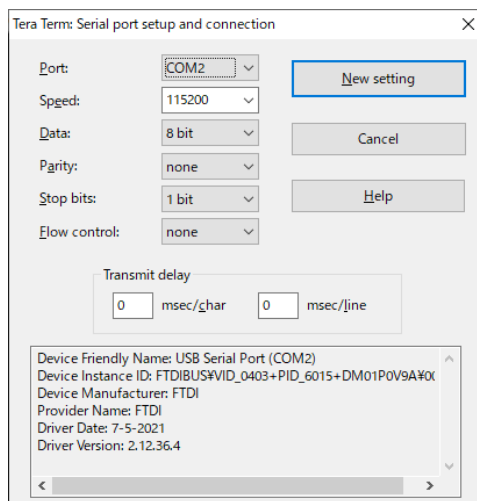 Tera Term: Serial port setup and connection
Port: COM2
New setting
Speed: 115200
Data: 8 bit
Cancel
Parity: none
Stop bits: 1 bit
Help
Flow control: none
Transmit delay
0 msec/char 0 msec/line
Device Friendly Name: USB Serial Port (COM2)
Device Instance ID: FTDIBUS¥VID_0403+PID_6015+DM01P0V9A¥00
Device Manufacturer: FTDI
Provider Name: FTDI
Driver Date: 7-5-2021
Driver Version: 2.12.36.4